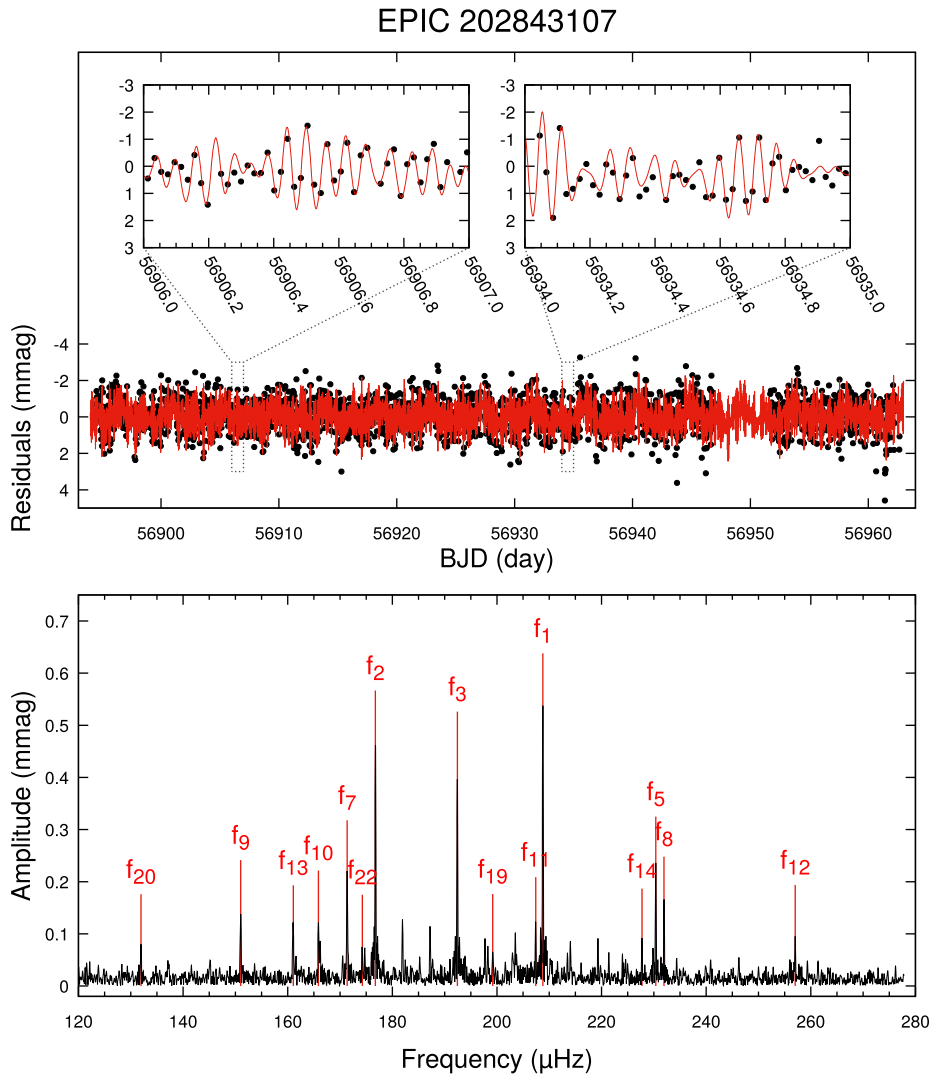 EPIC 202843107
-3 -3
-2 -2
-1 -1
0 0
1 1
2 2
3 3
56906.0 56906.2 56906.4 56906.6 56906.8 56907.0 56934.0 56934.2 56934.4 56934.6 56934.8 56935.0
Residuals (mmag)
-4
-2
0
2
4
56900 56910 56920 56930 56940 56950 56960
BJD (day)
Amplitude (mmag)
0.7
0.6
0.5
0.4
0.3
0.2
0.1
0
f1
f2
f3
f7 f5
f8
f9 f10 f11
f20 f13 f22 f19 f14 f12
120 140 160 180 200 220 240 260 280
Frequency (µHz)